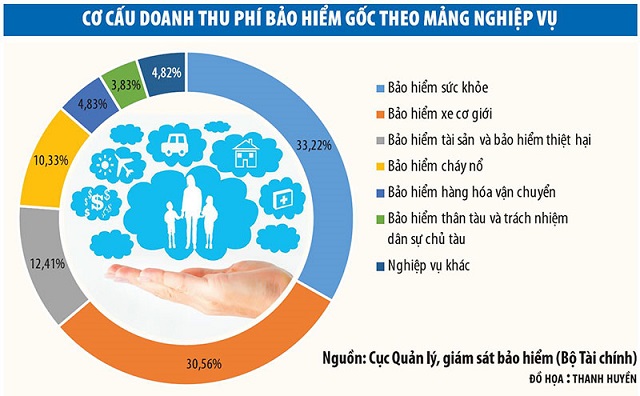 CƠ CẤU DOANH THU PHÍ BẢO HIỂM GỐC THEO MẢNG NGHIỆP VỤ
4,82%
3,83%
4,83%
10,33%
12,41%
30,56%
33,22%
Bảo hiểm sức khỏe
Bảo hiểm xe cơ giới
Bảo hiểm tài sản và bảo hiểm thiệt hại
Bảo hiểm cháy nổ
Bảo hiểm hàng hóa vận chuyển
Bảo hiểm thân tàu và trách nhiệm
dân sự chủ tàu
Nghiệp vụ khác
Nguồn: Cục Quản lý, giám sát bảo hiểm (Bộ Tài chính)
ĐỒ HỌA : THANH HUYỀN